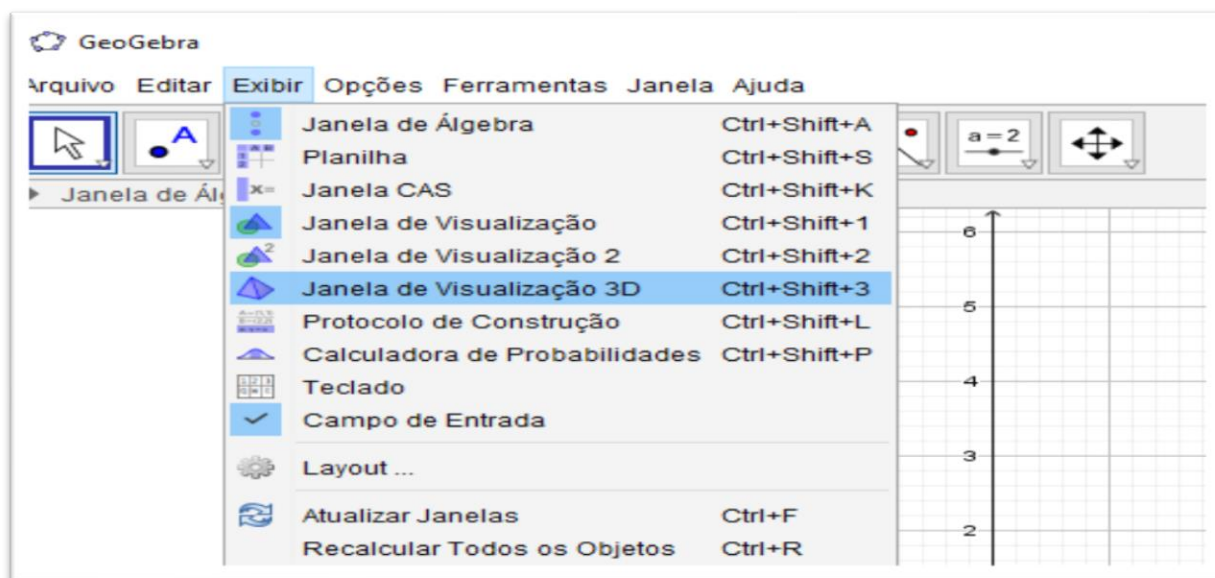 GeoGebra
Arquivo Editar Exibir Opções Ferramentas Janela Ajuda
A
a = 2
Janela de Ál
Janela de Álgebra Ctrl+Shift+A
Planilha Ctrl+Shift+S
x= Janela CAS Ctrl+Shift+K
Janela de Visualização Ctrl+Shift+1
2 Janela de Visualização 2 Ctrl+Shift+2
Janela de Visualização 3D Ctrl+Shift+3
Protocolo de Construção Ctrl+Shift+L
Calculadora de Probabilidades Ctrl+Shift+P
Teclado
Campo de Entrada
Layout ...
Atualizar Janelas Ctrl+F
Recalcular Todos os Objetos Ctrl+R
6
5
4
3
2